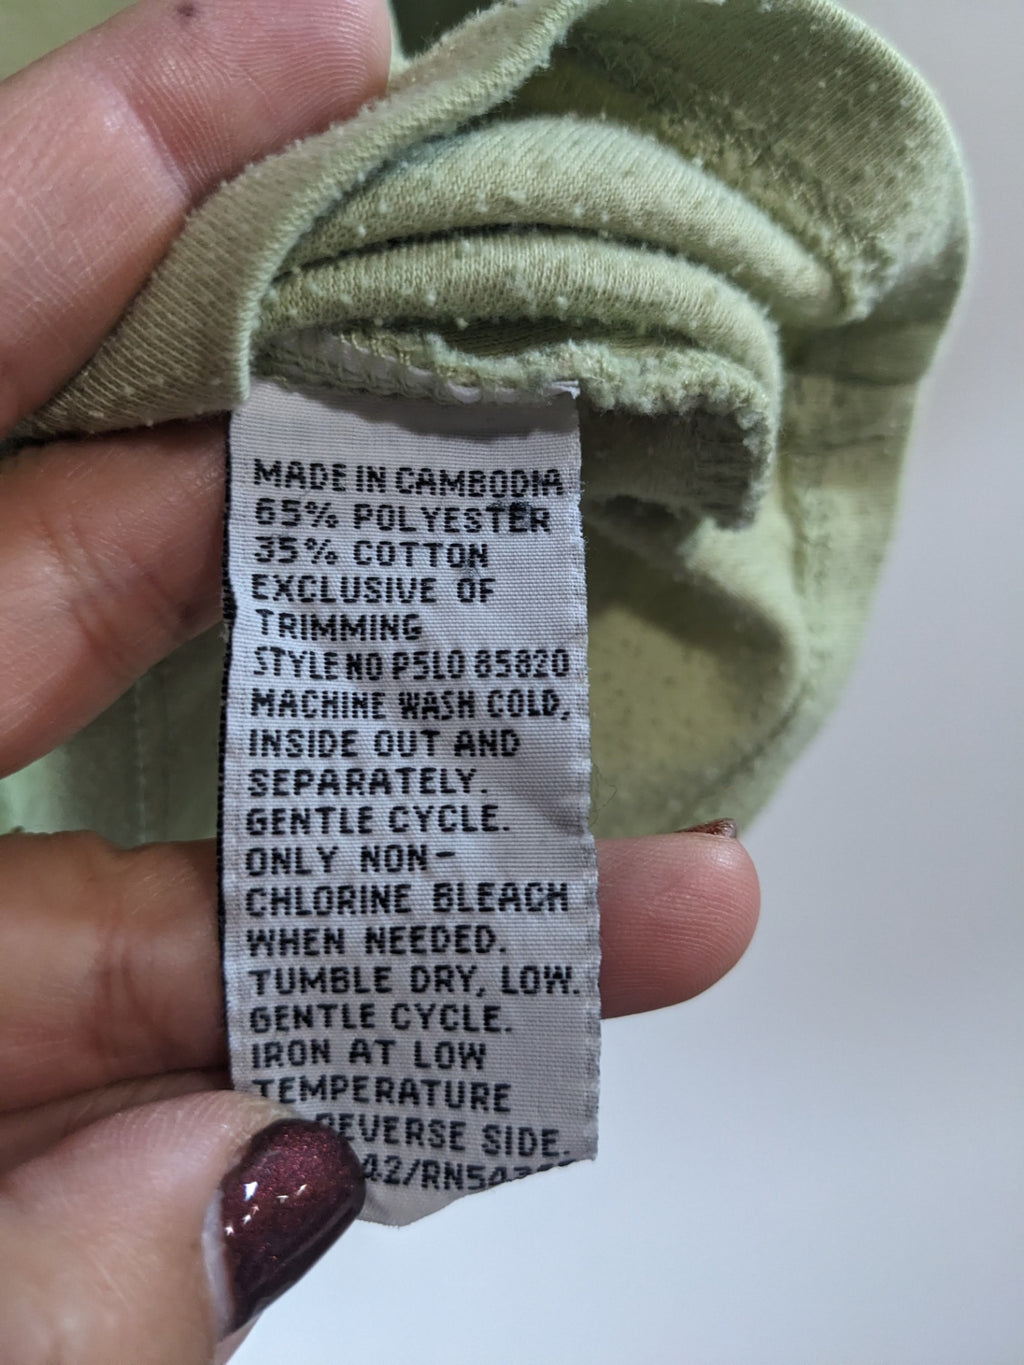 MADE IN CAMBODIA
65% POLYESTER
35% COTTON
EXCLUSIVE OF
TRIMMING
STYLE NO P5LO 85820
MACHINE WASH COLD,
INSIDE OUT AND
SEPARATELY.
GENTLE CYCLE.
ONLY NON-
CHLORINE BLEACH
WHEN NEEDED.
TUMBLE DRY, LOW.
GENTLE CYCLE.
IRON AT LOW
TEMPERATURE
REVERSE SIDE.